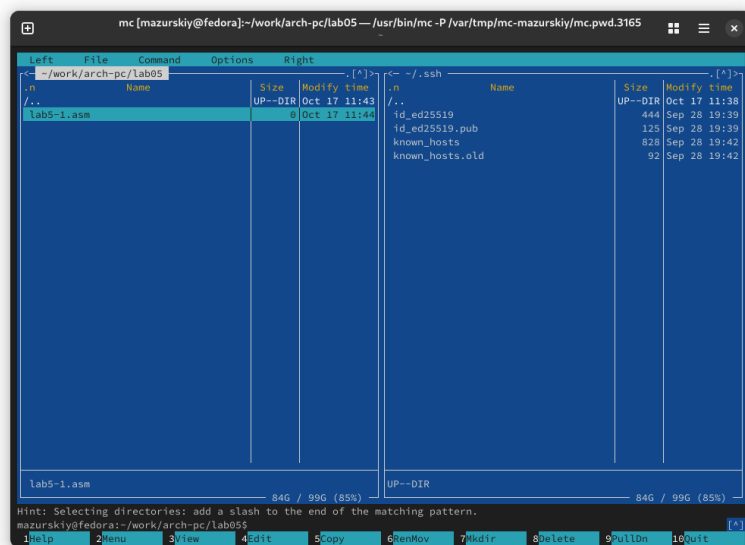 mc [mazurskiy@fedora]:~/work/arch-pc/lab05 — /usr/bin/mc -P /var/tmp/mc-mazurskiy/mc.pwd.3165
~
Left File Command Options Right
<- ~/work/arch-pc/lab05 .[^]>
.n Name Size Modify time
/.. UP--DIR Oct 17 11:43
lab5-1.asm 0 Oct 17 11:44
lab5-1.asm
84G / 99G (85%)
<- ~/.ssh .[^]>
.n Name Size Modify time
/.. UP--DIR Oct 17 11:38
id_ed25519 444 Sep 28 19:39
id_ed25519.pub 125 Sep 28 19:39
known_hosts 828 Sep 28 19:42
known_hosts.old 92 Sep 28 19:42
UP--DIR
84G / 99G (85%)
Hint: Selecting directories: add a slash to the end of the matching pattern.
mazurskiy@fedora:~/work/arch-pc/lab05$ [^]
1Help 2Menu 3View 4Edit 5Copy 6RenMov 7Mkdir 8Delete 9PullDn 10Quit